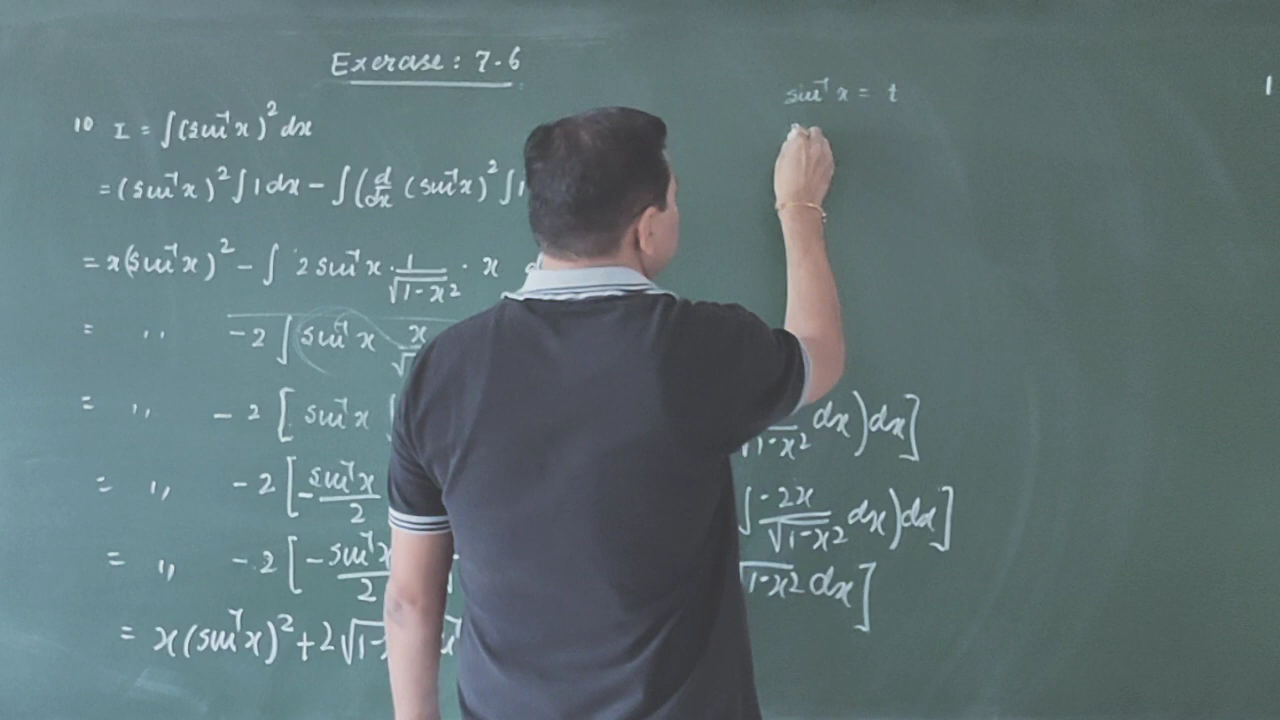 Exercise : 7.6
10 I = ∫(sin⁻¹x)² dx
= (sin⁻¹x)² ∫1 dx − ∫(d/dx (sin⁻¹x)² ∫1
= x(sin⁻¹x)² − ∫ 2 sin⁻¹x · 1/√1-x² · x
= ,, −2 ∫ sin⁻¹x x/√
= ,, −2 [ sin⁻¹x √1-x² dx) dx]
= ,, −2 [ −sin⁻¹x/2 ∫ -2x/√1-x² dx) dx]
= ,, −2 [ −sin⁻¹x/2 √1-x² dx]
= x(sin⁻¹x)² + 2√1-
sin⁻¹x = t
1